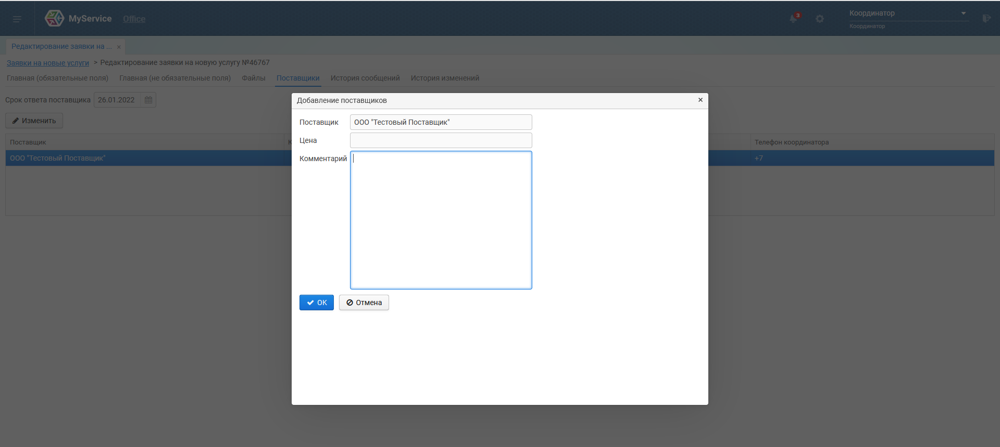 MyService Office
3
Координатор
Координатор
Редактирование заявки на ... ×
Заявки на новые услуги > Редактирование заявки на новую услугу №46767
Главная (обязательные поля) Главная (не обязательные поля) Файлы Поставщики История сообщений История изменений
Срок ответа поставщика 26.01.2022
Изменить
Поставщик К Телефон координатора
ООО "Тестовый Поставщик" +7
Добавление поставщиков ×
Поставщик ООО "Тестовый Поставщик"
Цена
Комментарий
ОК Отмена